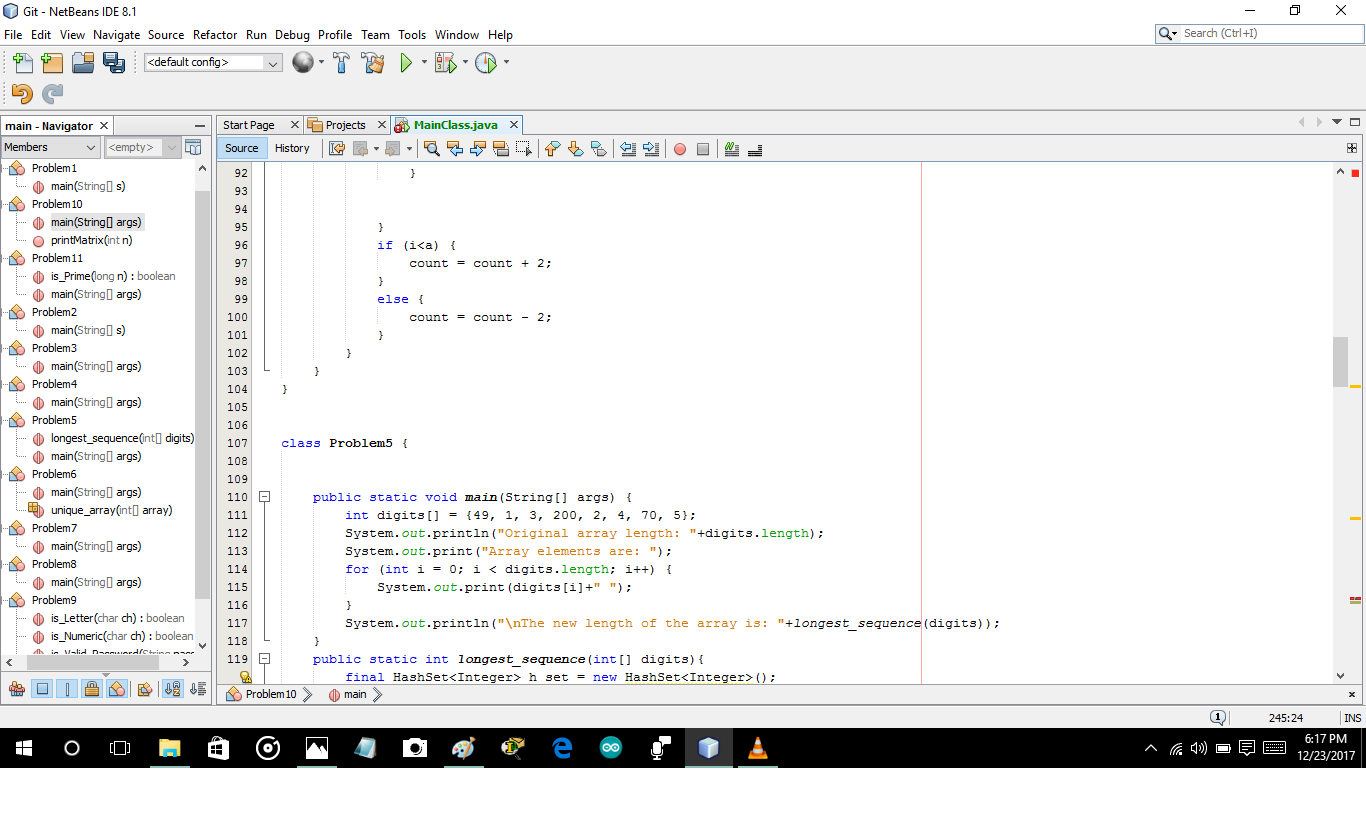 Git - NetBeans IDE 8.1
File Edit View Navigate Source Refactor Run Debug Profile Team Tools Window Help
Search (Ctrl+I)
<default config>
main - Navigator
Members
<empty>
Problem1
main(String[] s)
Problem10
main(String[] args)
printMatrix(int n)
Problem11
is_Prime(long n) : boolean
main(String[] args)
Problem2
main(String[] s)
Problem3
main(String[] args)
Problem4
main(String[] args)
Problem5
longest_sequence(int[] digits)
main(String[] args)
Problem6
main(String[] args)
unique_array(int[] array)
Problem7
main(String[] args)
Problem8
main(String[] args)
Problem9
is_Letter(char ch) : boolean
is_Numeric(char ch) : boolean
is_Valid_Password(String pass
Start Page Projects MainClass.java
Source History
92 }
93
94
95 }
96 if (i<a) {
97 count = count + 2;
98 }
99 else {
100 count = count - 2;
101 }
102 }
103 }
104 }
105
106
107 class Problem5 {
108
109
110 public static void main(String[] args) {
111 int digits[] = {49, 1, 3, 200, 2, 4, 70, 5};
112 System.out.println("Original array length: "+digits.length);
113 System.out.print("Array elements are: ");
114 for (int i = 0; i < digits.length; i++) {
115 System.out.print(digits[i]+" ");
116 }
117 System.out.println("\nThe new length of the array is: "+longest_sequence(digits));
118 }
119 public static int longest_sequence(int[] digits){
final HashSet<Integer> h_set = new HashSet<Integer>();
Problem10 main
1
245:24 INS
6:17 PM
12/23/2017